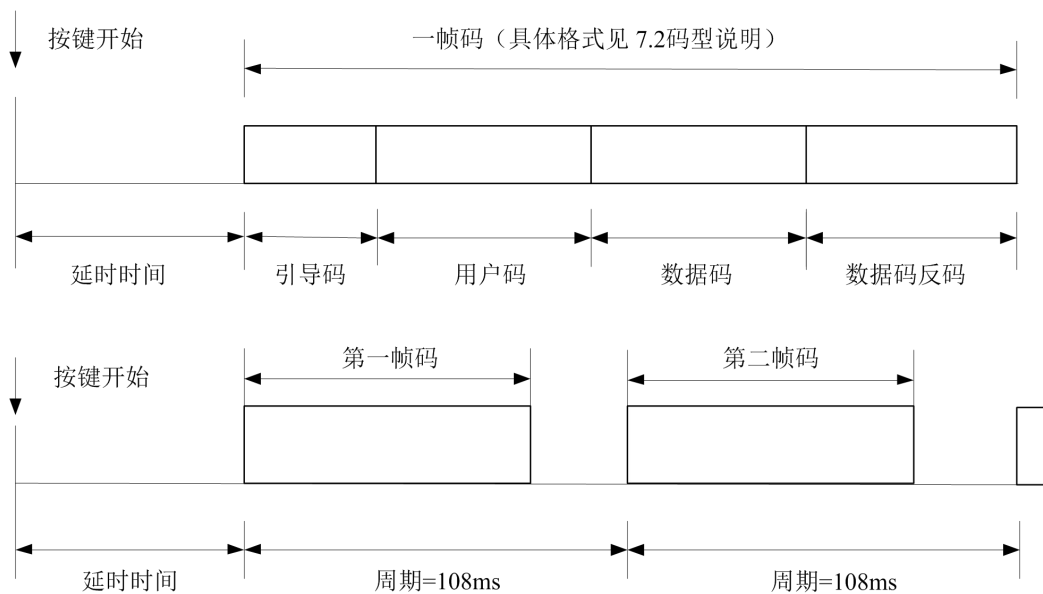 按键开始
一帧码（具体格式见 7.2码型说明）
延时时间
引导码
用户码
数据码
数据码反码
按键开始
第一帧码
第二帧码
延时时间
周期=108ms
周期=108ms